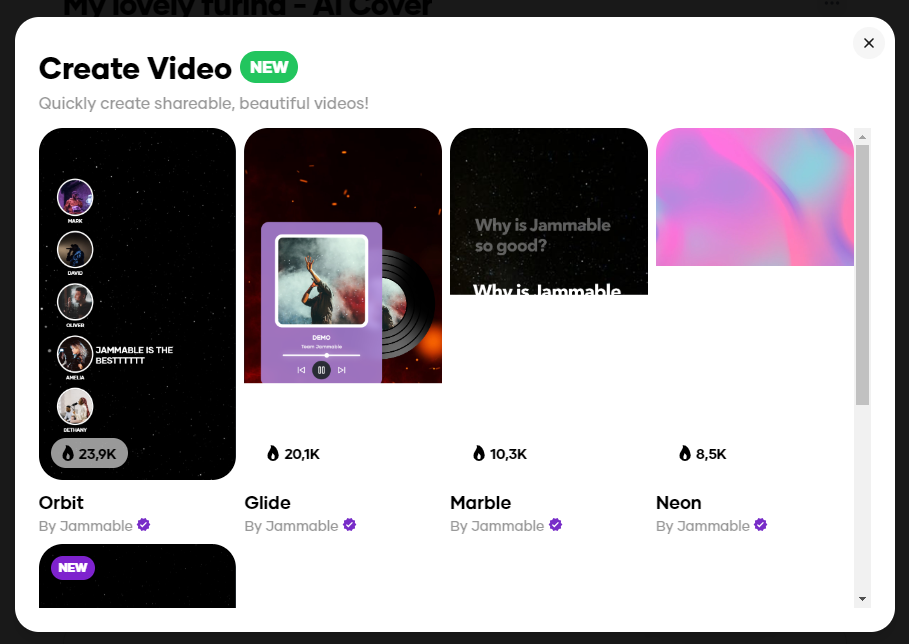 My lovely turind - AI Cover
Create Video NEW
Quickly create shareable, beautiful videos!
MARK
DAVID
OLIVER
JAMMABLE IS THE
BESTTTTTT
AMELIA
BETHANY
23,9K
DEMO
Team Jammable
20,1K
Why is Jammable
so good?
Why is Jammable
10,3K
8,5K
Orbit
By Jammable
Glide
By Jammable
Marble
By Jammable
Neon
By Jammable
NEW